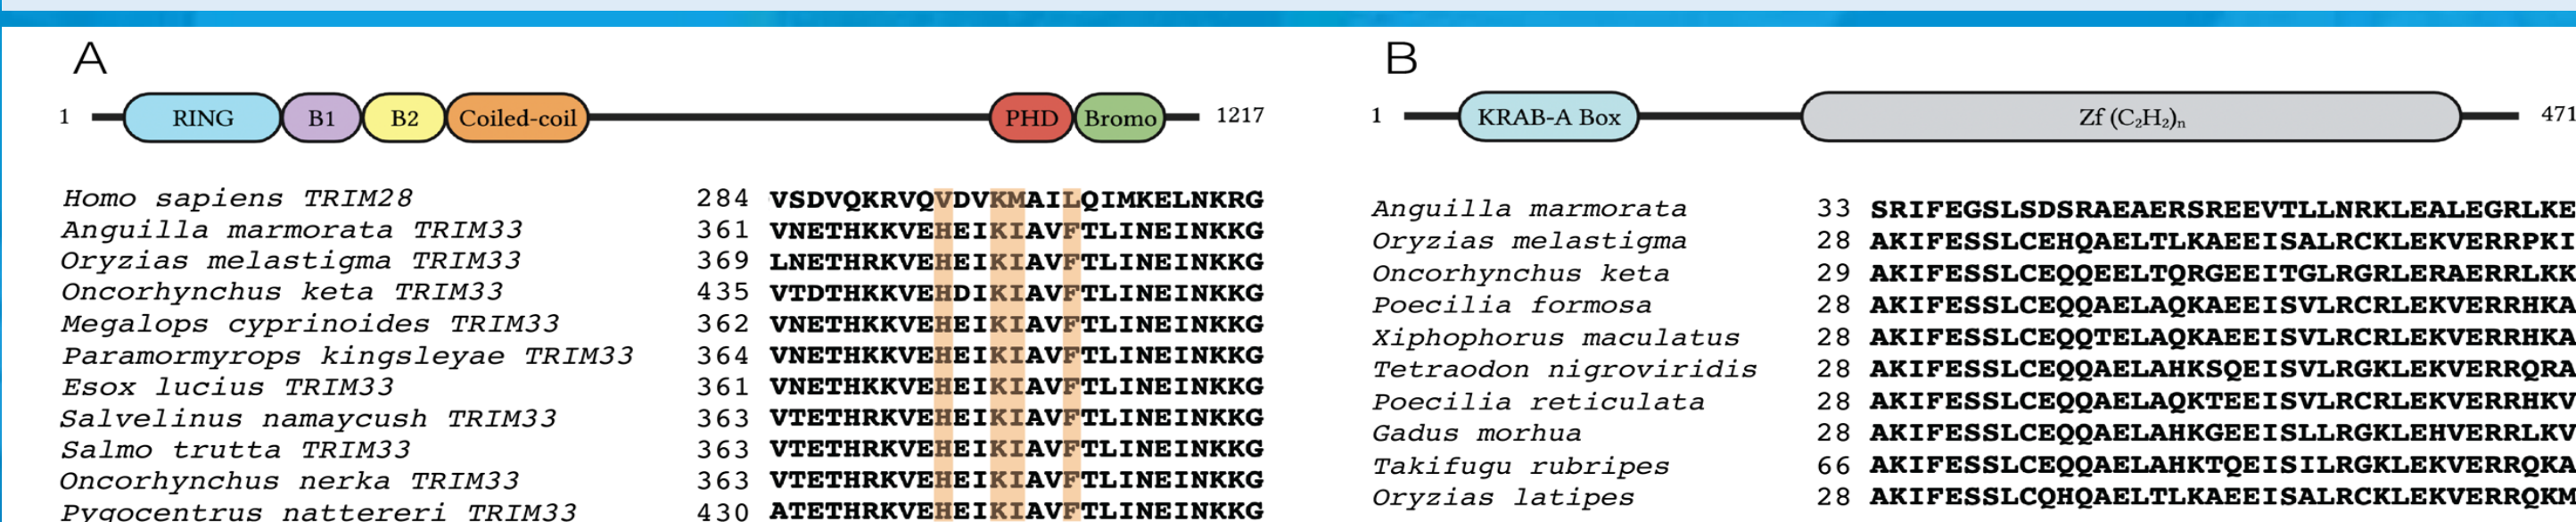 A
1 RING B1 B2 Coiled-coil PHD Bromo 1217
Homo sapiens TRIM28 284 VSDVQKRVQVDVKMAILQIMKELNKRG
Anguilla marmorata TRIM33 361 VNETHKKVEHEIKIAVFTLINEINKKG
Oryzias melastigma TRIM33 369 LNETHRKVEHEIKIAVFTLINEINKKG
Oncorhynchus keta TRIM33 435 VTDTHKKVEHDIKIAVFTLINEINKKG
Megalops cyprinoides TRIM33 362 VNETHKKVEHEIKIAVFTLINEINKKG
Paramormyrops kingsleyae TRIM33 364 VNETHKKVEHEIKIAVFTLINEINKKG
Esox lucius TRIM33 361 VNETHKKVEHEIKIAVFTLINEINKKG
Salvelinus namaycush TRIM33 363 VTETHRKVEHEIKIAVFTLINEINKKG
Salmo trutta TRIM33 363 VTETHRKVEHEIKIAVFTLINEINKKG
Oncorhynchus nerka TRIM33 363 VTETHRKVEHEIKIAVFTLINEINKKG
Pygocentrus nattereri TRIM33 430 ATETHRKVEHEIKIAVFTLINEINKKG
B
1 KRAB-A Box Zf (C₂H₂)ₙ 471
Anguilla marmorata 33 SRIFEGSLSDSRAEAERSREEVTLLNRKLEALEGRLKE
Oryzias melastigma 28 AKIFESSLCEHQAELTLKAEEISALRCKLEKVERRPKI
Oncorhynchus keta 29 AKIFESSLCEQQEELTQRGEEITGLRGRLERAERRLKK
Poecilia formosa 28 AKIFESSLCEQQAELAQKAEEISVLRCRLEKVERRHKA
Xiphophorus maculatus 28 AKIFESSLCEQQTELAQKAEEISVLRCRLEKVERRHKA
Tetraodon nigroviridis 28 AKIFESSLCEQQAELAHKSQEISVLRGKLEKVERRQRA
Poecilia reticulata 28 AKIFESSLCEQQAELAQKTEEISVLRCRLEKVERRHKV
Gadus morhua 28 AKIFESSLCEQQAELAHKGEEISLLRGKLEHVERRLKV
Takifugu rubripes 66 AKIFESSLCEQQAELAHKTQEISILRGKLEKVERRQKA
Oryzias latipes 28 AKIFESSLCQHQAELTLKAEEISALRCKLEKVERRQKM